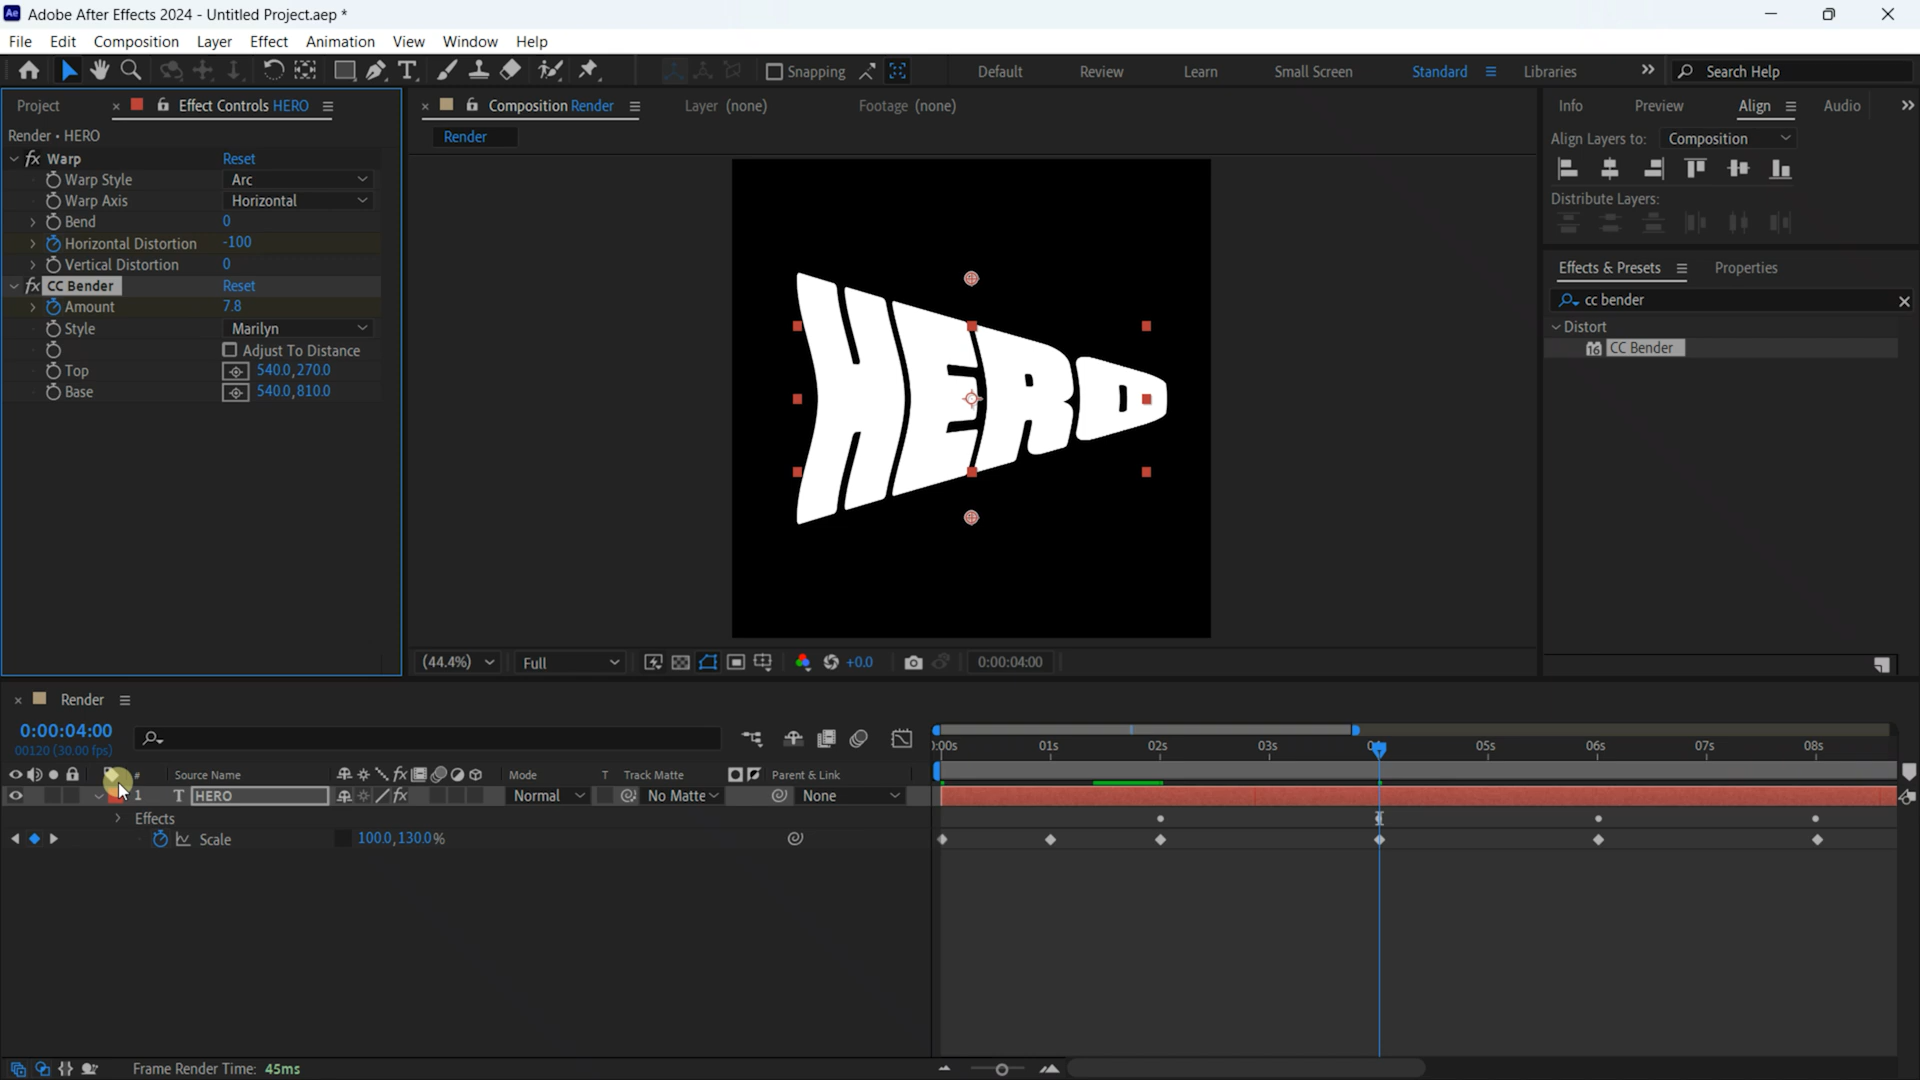 Adobe After Effects 2024 - Untitled Project.aep *
File Edit Composition Layer Effect Animation View Window Help
Snapping Default Review Learn Small Screen Standard Libraries Search Help
Project Effect Controls HERO
Render • HERO
fx Warp Reset
Warp Style Arc
Warp Axis Horizontal
Bend 0
Horizontal Distortion -100
Vertical Distortion 0
fx CC Bender Reset
Amount 7.8
Style Marilyn
Adjust To Distance
Top 540.0,270.0
Base 540.0,810.0
Composition Render Layer (none) Footage (none)
Render
HERO
(44.4%) Full +0.0 0:00:04:00
Info Preview Align Audio
Align Layers to: Composition
Distribute Layers:
Effects & Presets Properties
cc bender
Distort
16 CC Bender
Render
0:00:04:00
00120 (30.00 fps)
# Source Name fx Mode T Track Matte Parent & Link
1 T HERO fx Normal No Matte None
Effects
Scale 100.0,130.0%
):00s 01s 02s 03s 05s 06s 07s 08s
Frame Render Time: 45ms